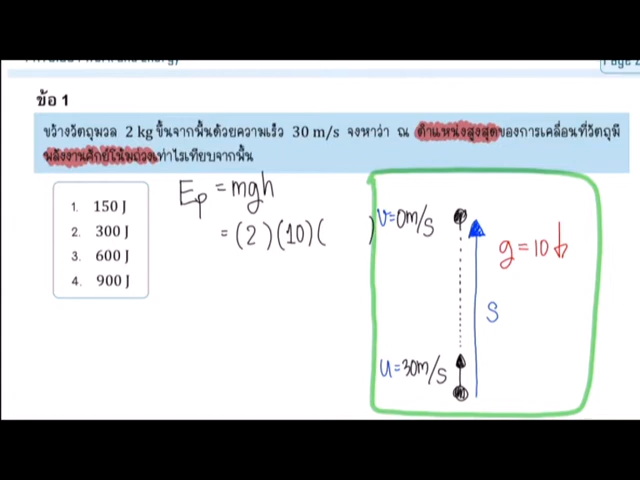 Page 2
ข้อ 1
ขว้างวัตถุมวล 2 kg ขึ้นจากพื้นด้วยความเร็ว 30 m/s จงหาว่า ณ ตำแหน่งสูงสุดของการเคลื่อนที่วัตถุมี
พลังงานศักย์โน้มถ่วงเท่าไรเทียบจากพื้น
1. 150 J
2. 300 J
3. 600 J
4. 900 J
Ep = mgh
= (2)(10)( )
v=0m/s
g=10
S
u=30m/s